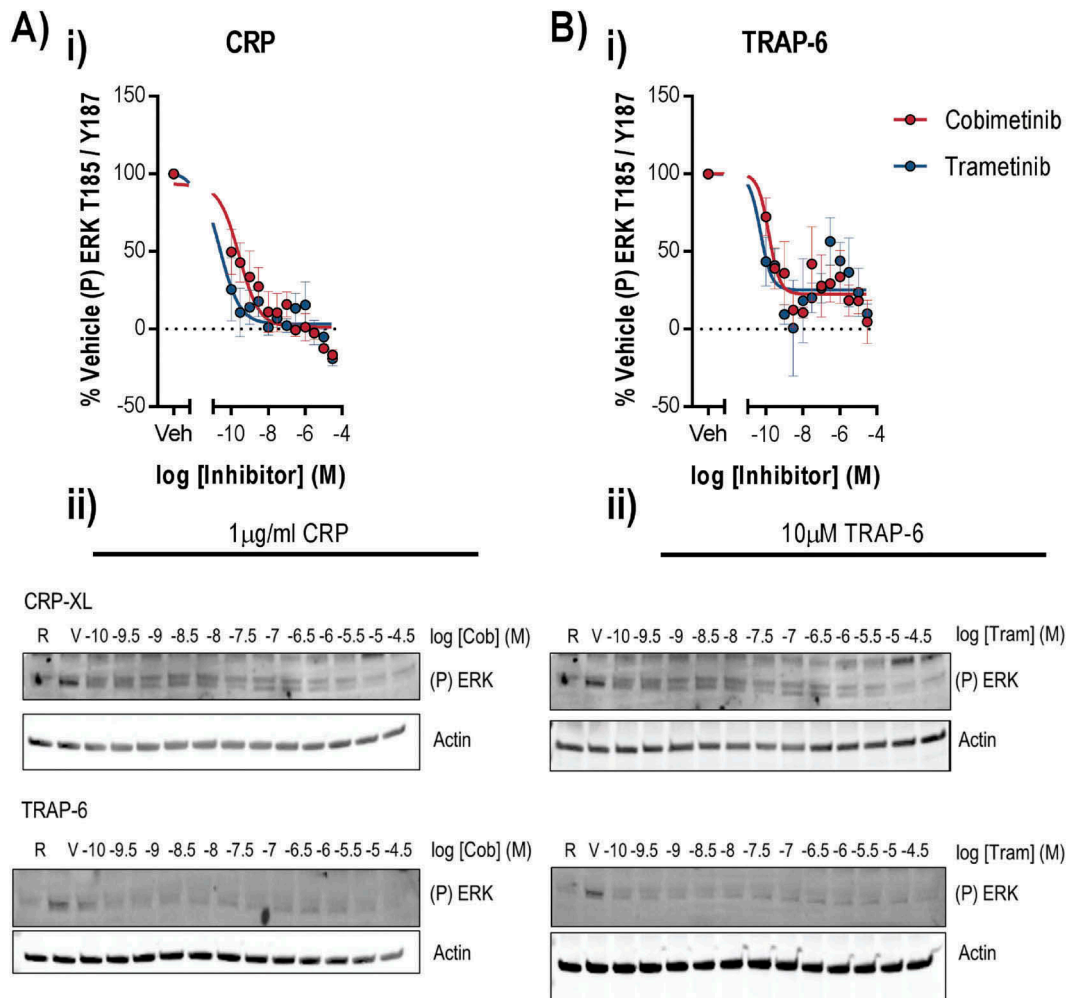 A)
i)
CRP
% Vehicle (P) ERK T185 / Y187
150
100
50
0
-50
Veh
-10
-8
-6
-4
log [Inhibitor] (M)
B)
i)
TRAP-6
% Vehicle (P) ERK T185 / Y187
150
100
50
0
-50
Veh
-10
-8
-6
-4
log [Inhibitor] (M)
Cobimetinib
Trametinib
ii)
1μg/ml CRP
ii)
10μM TRAP-6
CRP-XL
R V -10 -9.5 -9 -8.5 -8 -7.5 -7 -6.5 -6 -5.5 -5 -4.5 log [Cob] (M)
(P) ERK
Actin
R V -10 -9.5 -9 -8.5 -8 -7.5 -7 -6.5 -6 -5.5 -5 -4.5 log [Tram] (M)
(P) ERK
Actin
TRAP-6
R V -10 -9.5 -9 -8.5 -8 -7.5 -7 -6.5 -6 -5.5 -5 -4.5 log [Cob] (M)
(P) ERK
Actin
R V -10 -9.5 -9 -8.5 -8 -7.5 -7 -6.5 -6 -5.5 -5 -4.5 log [Tram] (M)
(P) ERK
Actin